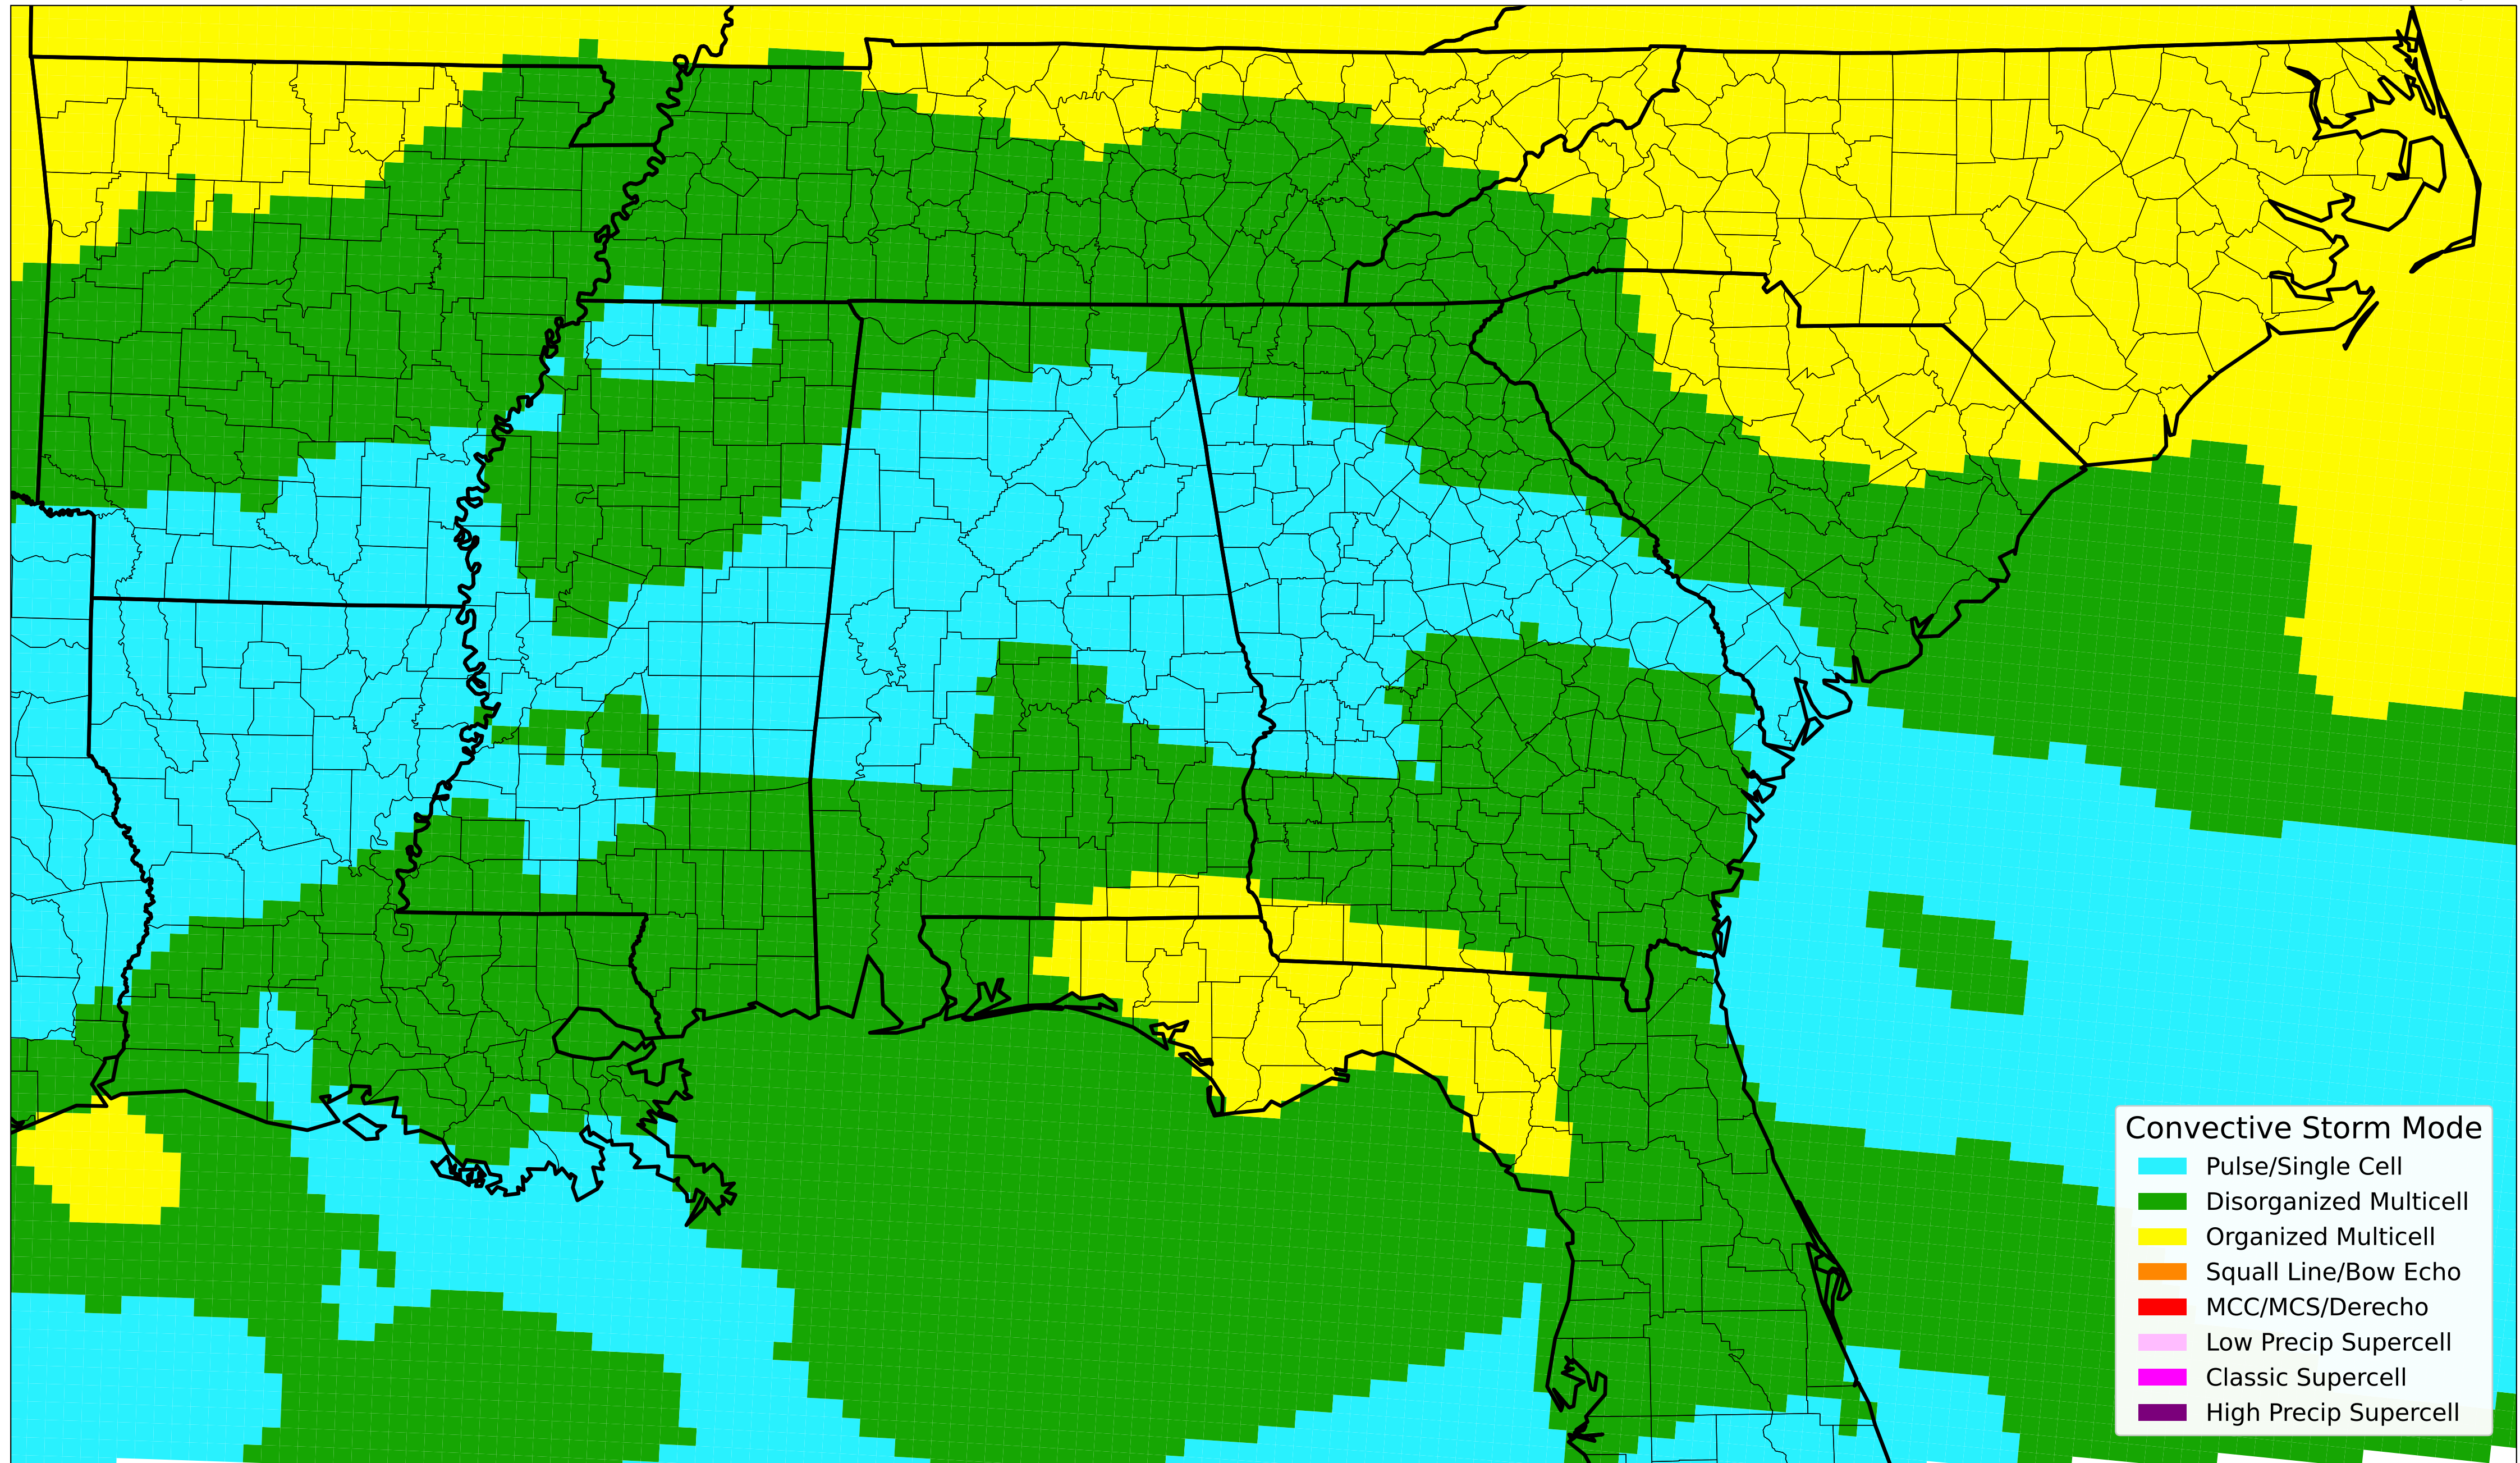 Convective Storm Mode
Pulse/Single Cell
Disorganized Multicell
Organized Multicell
Squall Line/Bow Echo
MCC/MCS/Derecho
Low Precip Supercell
Classic Supercell
High Precip Supercell